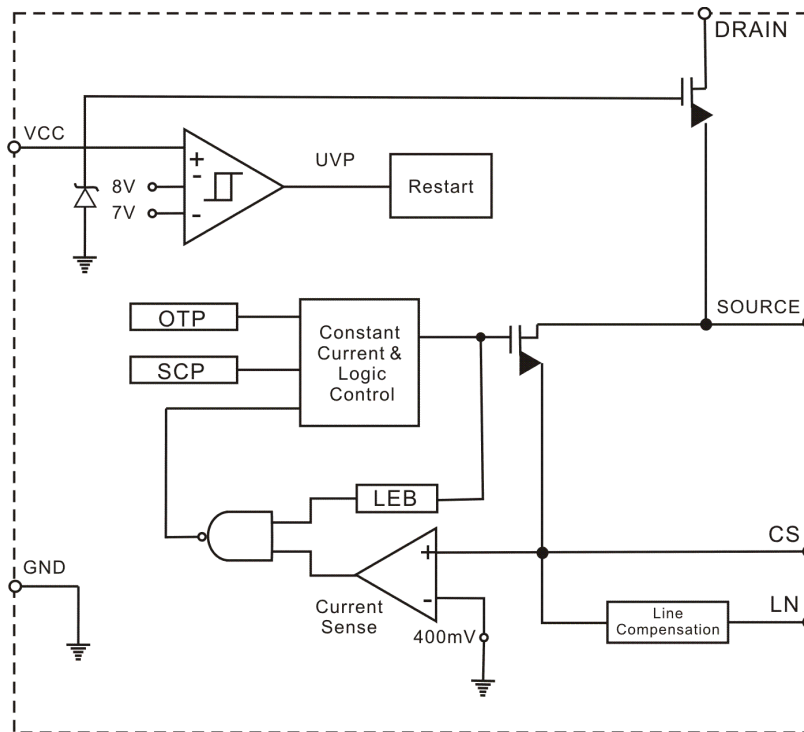 DRAIN
VCC
UVP
+
-
8V
7V
-
Restart
SOURCE
OTP
SCP
Constant
Current &
Logic
Control
LEB
CS
+
-
GND
Current
Sense
400mV
LN
Line
Compensation